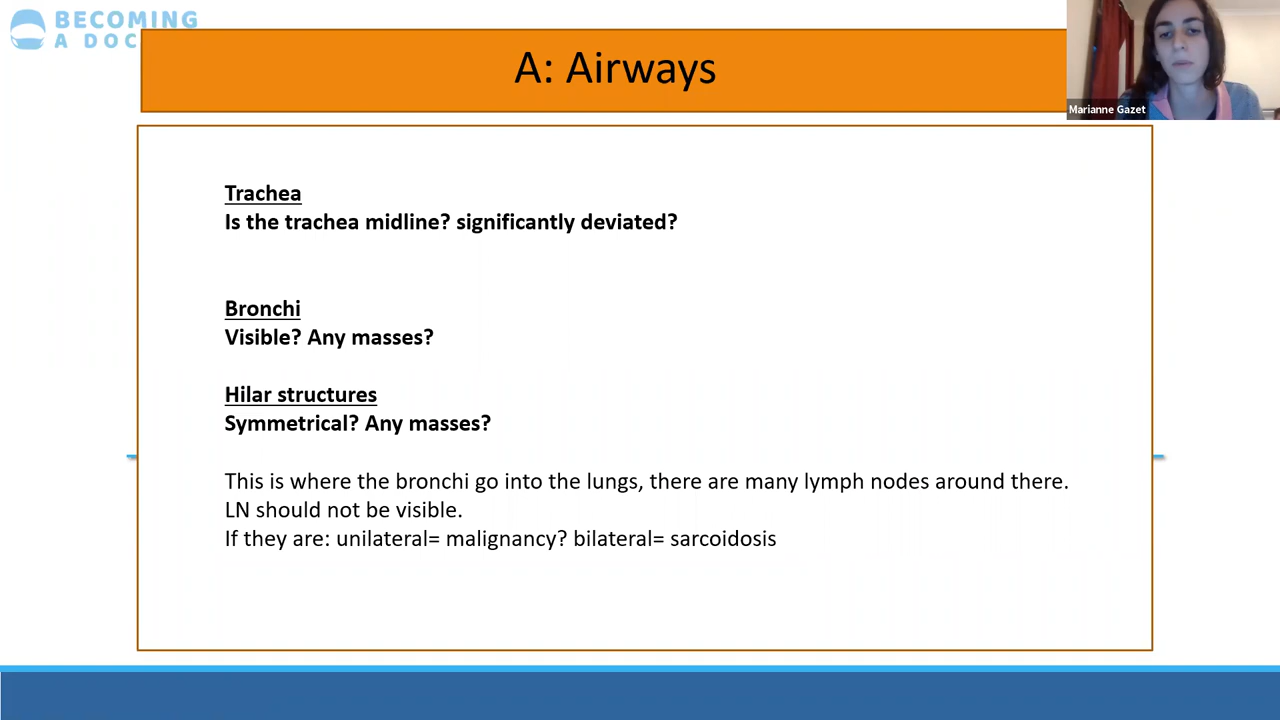 BECOMING
A DOC
A: Airways
Marianne Gazet
Trachea
Is the trachea midline? significantly deviated?
Bronchi
Visible? Any masses?
Hilar structures
Symmetrical? Any masses?
This is where the bronchi go into the lungs, there are many lymph nodes around there.
LN should not be visible.
If they are: unilateral= malignancy? bilateral= sarcoidosis